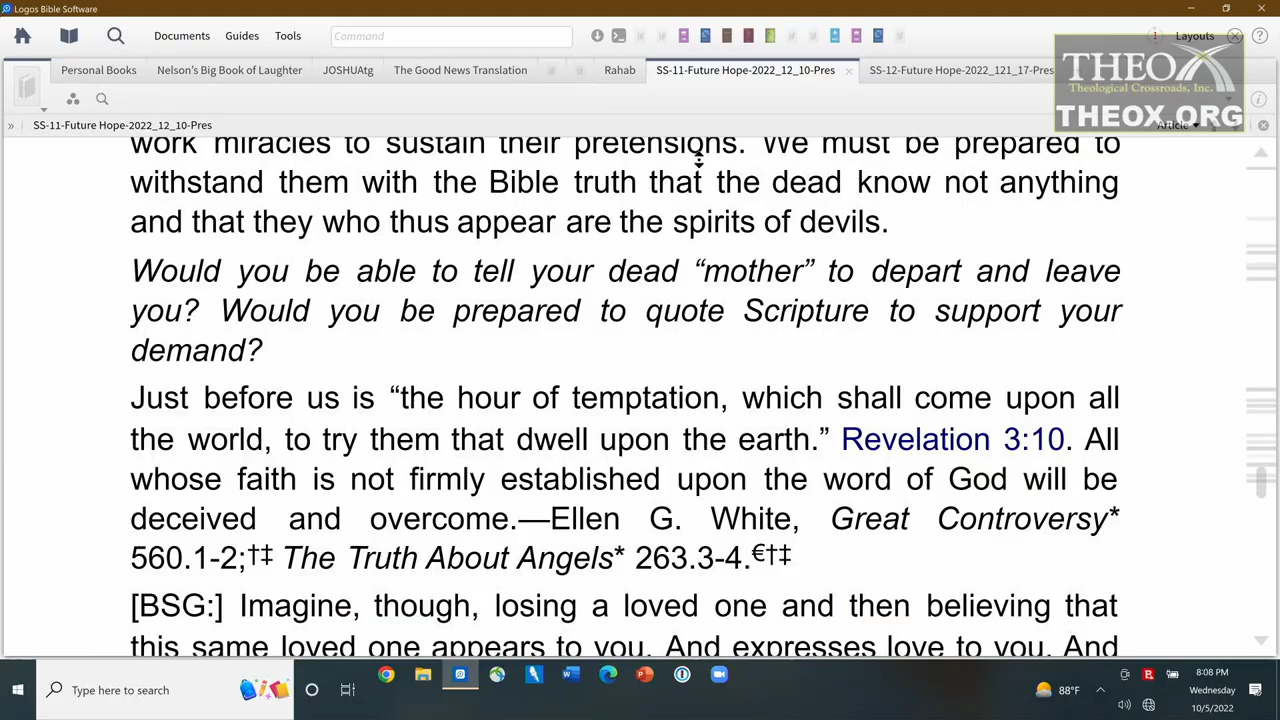 Logos Bible Software
Documents Guides Tools Command Layouts
Personal Books Nelson's Big Book of Laughter JOSHUAtg The Good News Translation Rahab SS-11-Future Hope-2022_12_10-Pres SS-12-Future Hope-2022_121_17-Pres
THEOX
Theological Crossroads, Inc.
THEOX.ORG
SS-11-Future Hope-2022_12_10-Pres Article
work miracles to sustain their pretensions. We must be prepared to
withstand them with the Bible truth that the dead know not anything
and that they who thus appear are the spirits of devils.
Would you be able to tell your dead “mother” to depart and leave
you? Would you be prepared to quote Scripture to support your
demand?
Just before us is “the hour of temptation, which shall come upon all
the world, to try them that dwell upon the earth.” Revelation 3:10. All
whose faith is not firmly established upon the word of God will be
deceived and overcome.—Ellen G. White, Great Controversy*
560.1-2;†‡ The Truth About Angels* 263.3-4.€†‡
[BSG:] Imagine, though, losing a loved one and then believing that
this same loved one appears to you. And expresses love to you. And
Type here to search
88°F
8:08 PM
Wednesday
10/5/2022